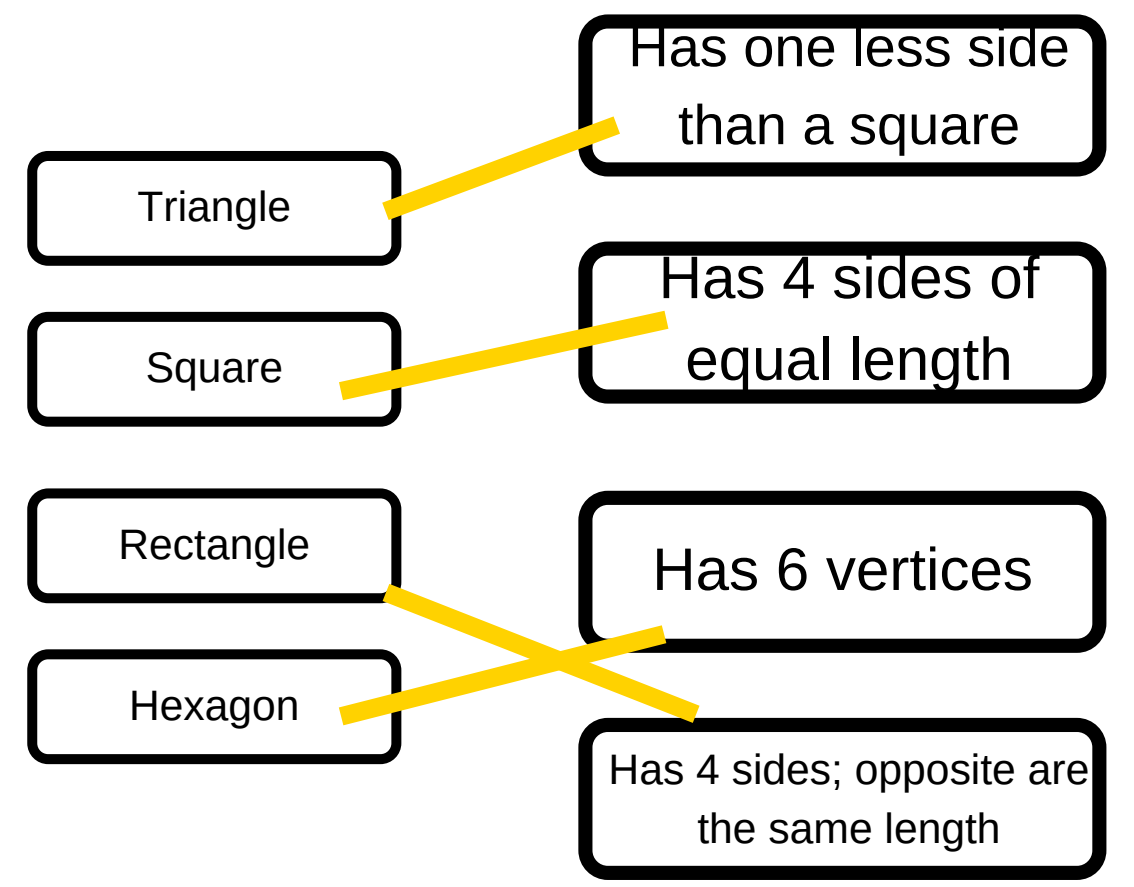 Triangle
Square
Rectangle
Hexagon
Has one less side
than a square
Has 4 sides of
equal length
Has 6 vertices
Has 4 sides; opposite are
the same length